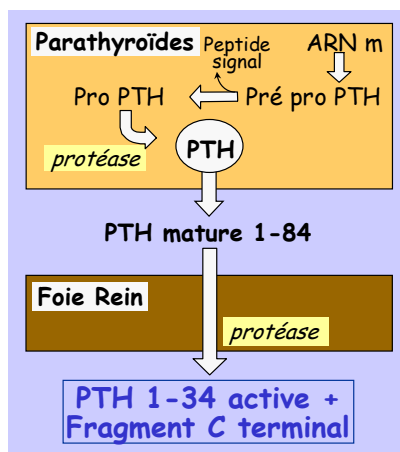 Parathyroïdes
Peptide
signal
ARN m
Pro PTH
Pré pro PTH
protéase
PTH
PTH mature 1-84
Foie Rein
protéase
PTH 1-34 active +
Fragment C terminal